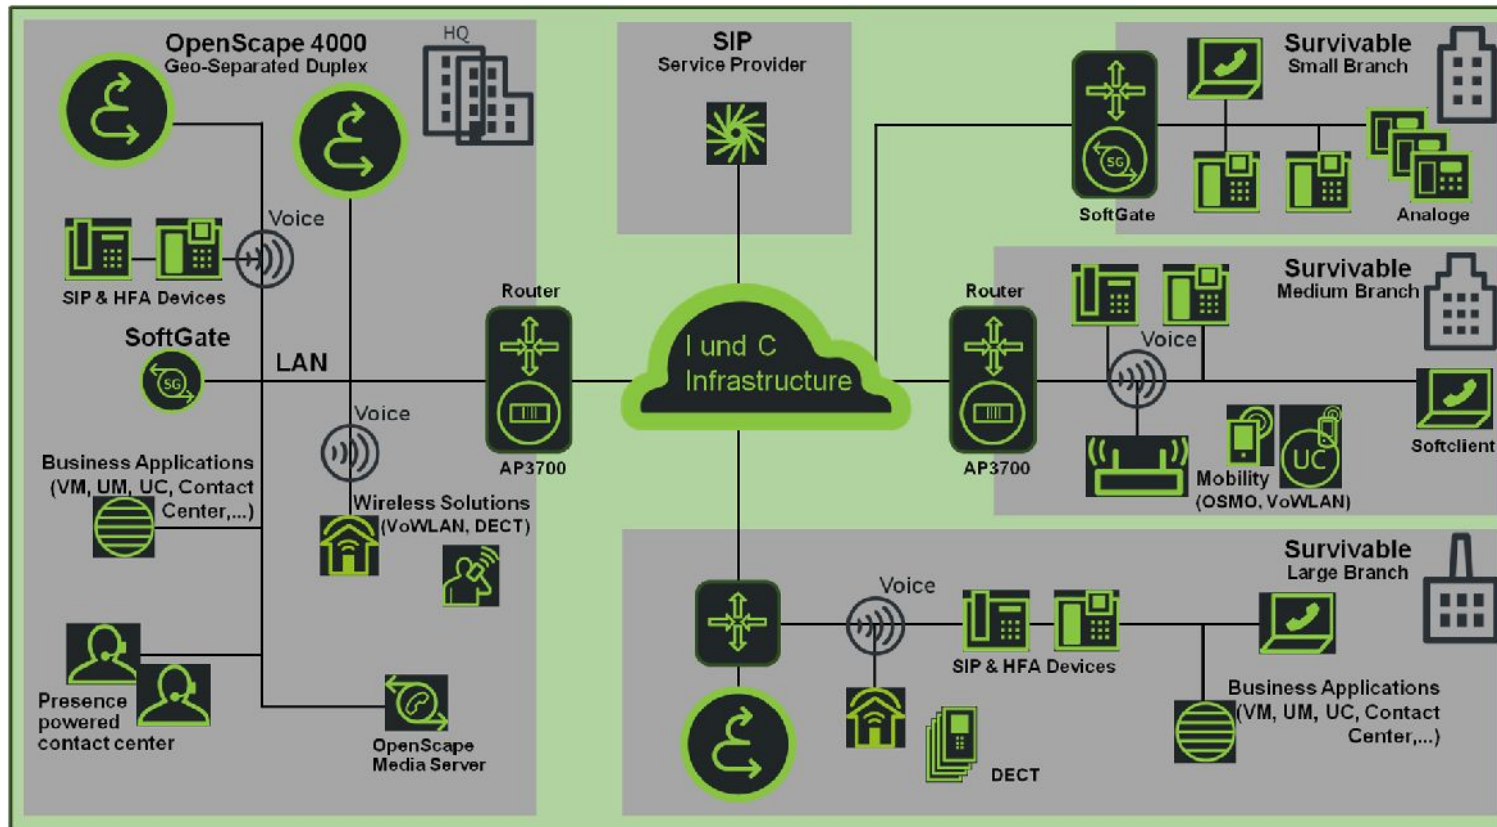 OpenScape 4000
Geo-Separated Duplex
HQ
Voice
SIP & HFA Devices
SoftGate
SG
LAN
Router
AP3700
Voice
Business Applications
(VM, UM, UC, Contact
Center,...)
Wireless Solutions
(VoWLAN, DECT)
Presence
powered
contact center
OpenScape
Media Server
SIP
Service Provider
I und C
Infrastructure
Survivable
Small Branch
SG
SoftGate
Analoge
Survivable
Medium Branch
Router
AP3700
Voice
Softclient
UC
Mobility
(OSMO, VoWLAN)
Survivable
Large Branch
Voice
SIP & HFA Devices
DECT
Business Applications
(VM, UM, UC, Contact
Center,...)